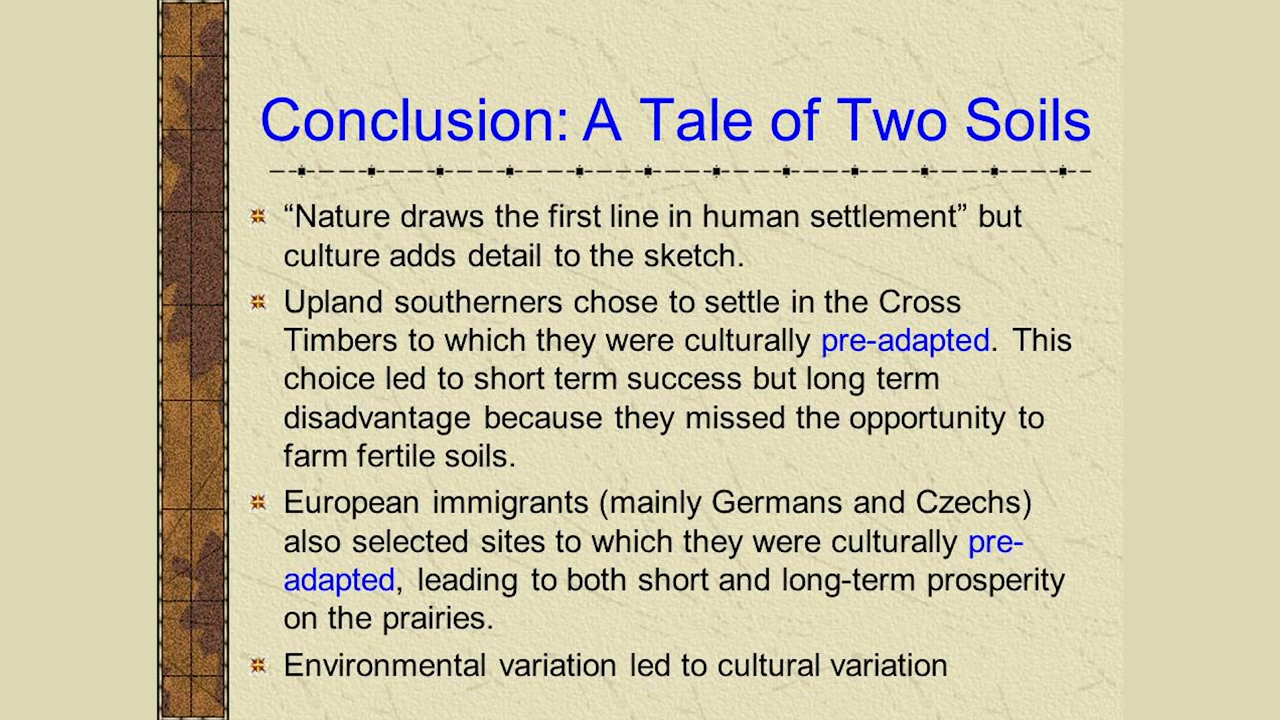 Conclusion: A Tale of Two Soils
“Nature draws the first line in human settlement” but
culture adds detail to the sketch.
Upland southerners chose to settle in the Cross
Timbers to which they were culturally pre-adapted.  This
choice led to short term success but long term
disadvantage because they missed the opportunity to
farm fertile soils.
European immigrants (mainly Germans and Czechs)
also selected sites to which they were culturally pre-
adapted, leading to both short and long-term prosperity
on the prairies.
Environmental variation led to cultural variation